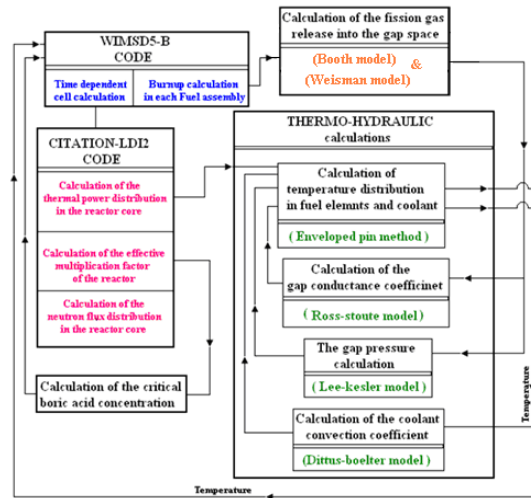 WIMSD5-B
CODE
Time dependent
cell calculation
Burnup calculation
in each Fuel assembly
Calculation of the fission gas
release into the gap space
(Booth model) &
(Weisman model)
CITATION-LDI2
CODE
Calculation of the
thermal power distribution
in the reactor core
Calculation of the effective
multiplication factor
of the reactor
Calculation of the
neutron flux distribution
in the reactor core
Calculation of the critical
boric acid concentration
THERMO-HYDRAULIC
calculations
Calculation of
temperature distribution
in fuel elemnts and coolant
( Enveloped pin method )
Calculation of the
gap conductance coefficinet
( Ross-stoute model )
The gap pressure
calculation
( Lee-kesler model )
Calculation of the coolant
convection coefficient
(Dittus-boelter model )
Temperature
Temperature